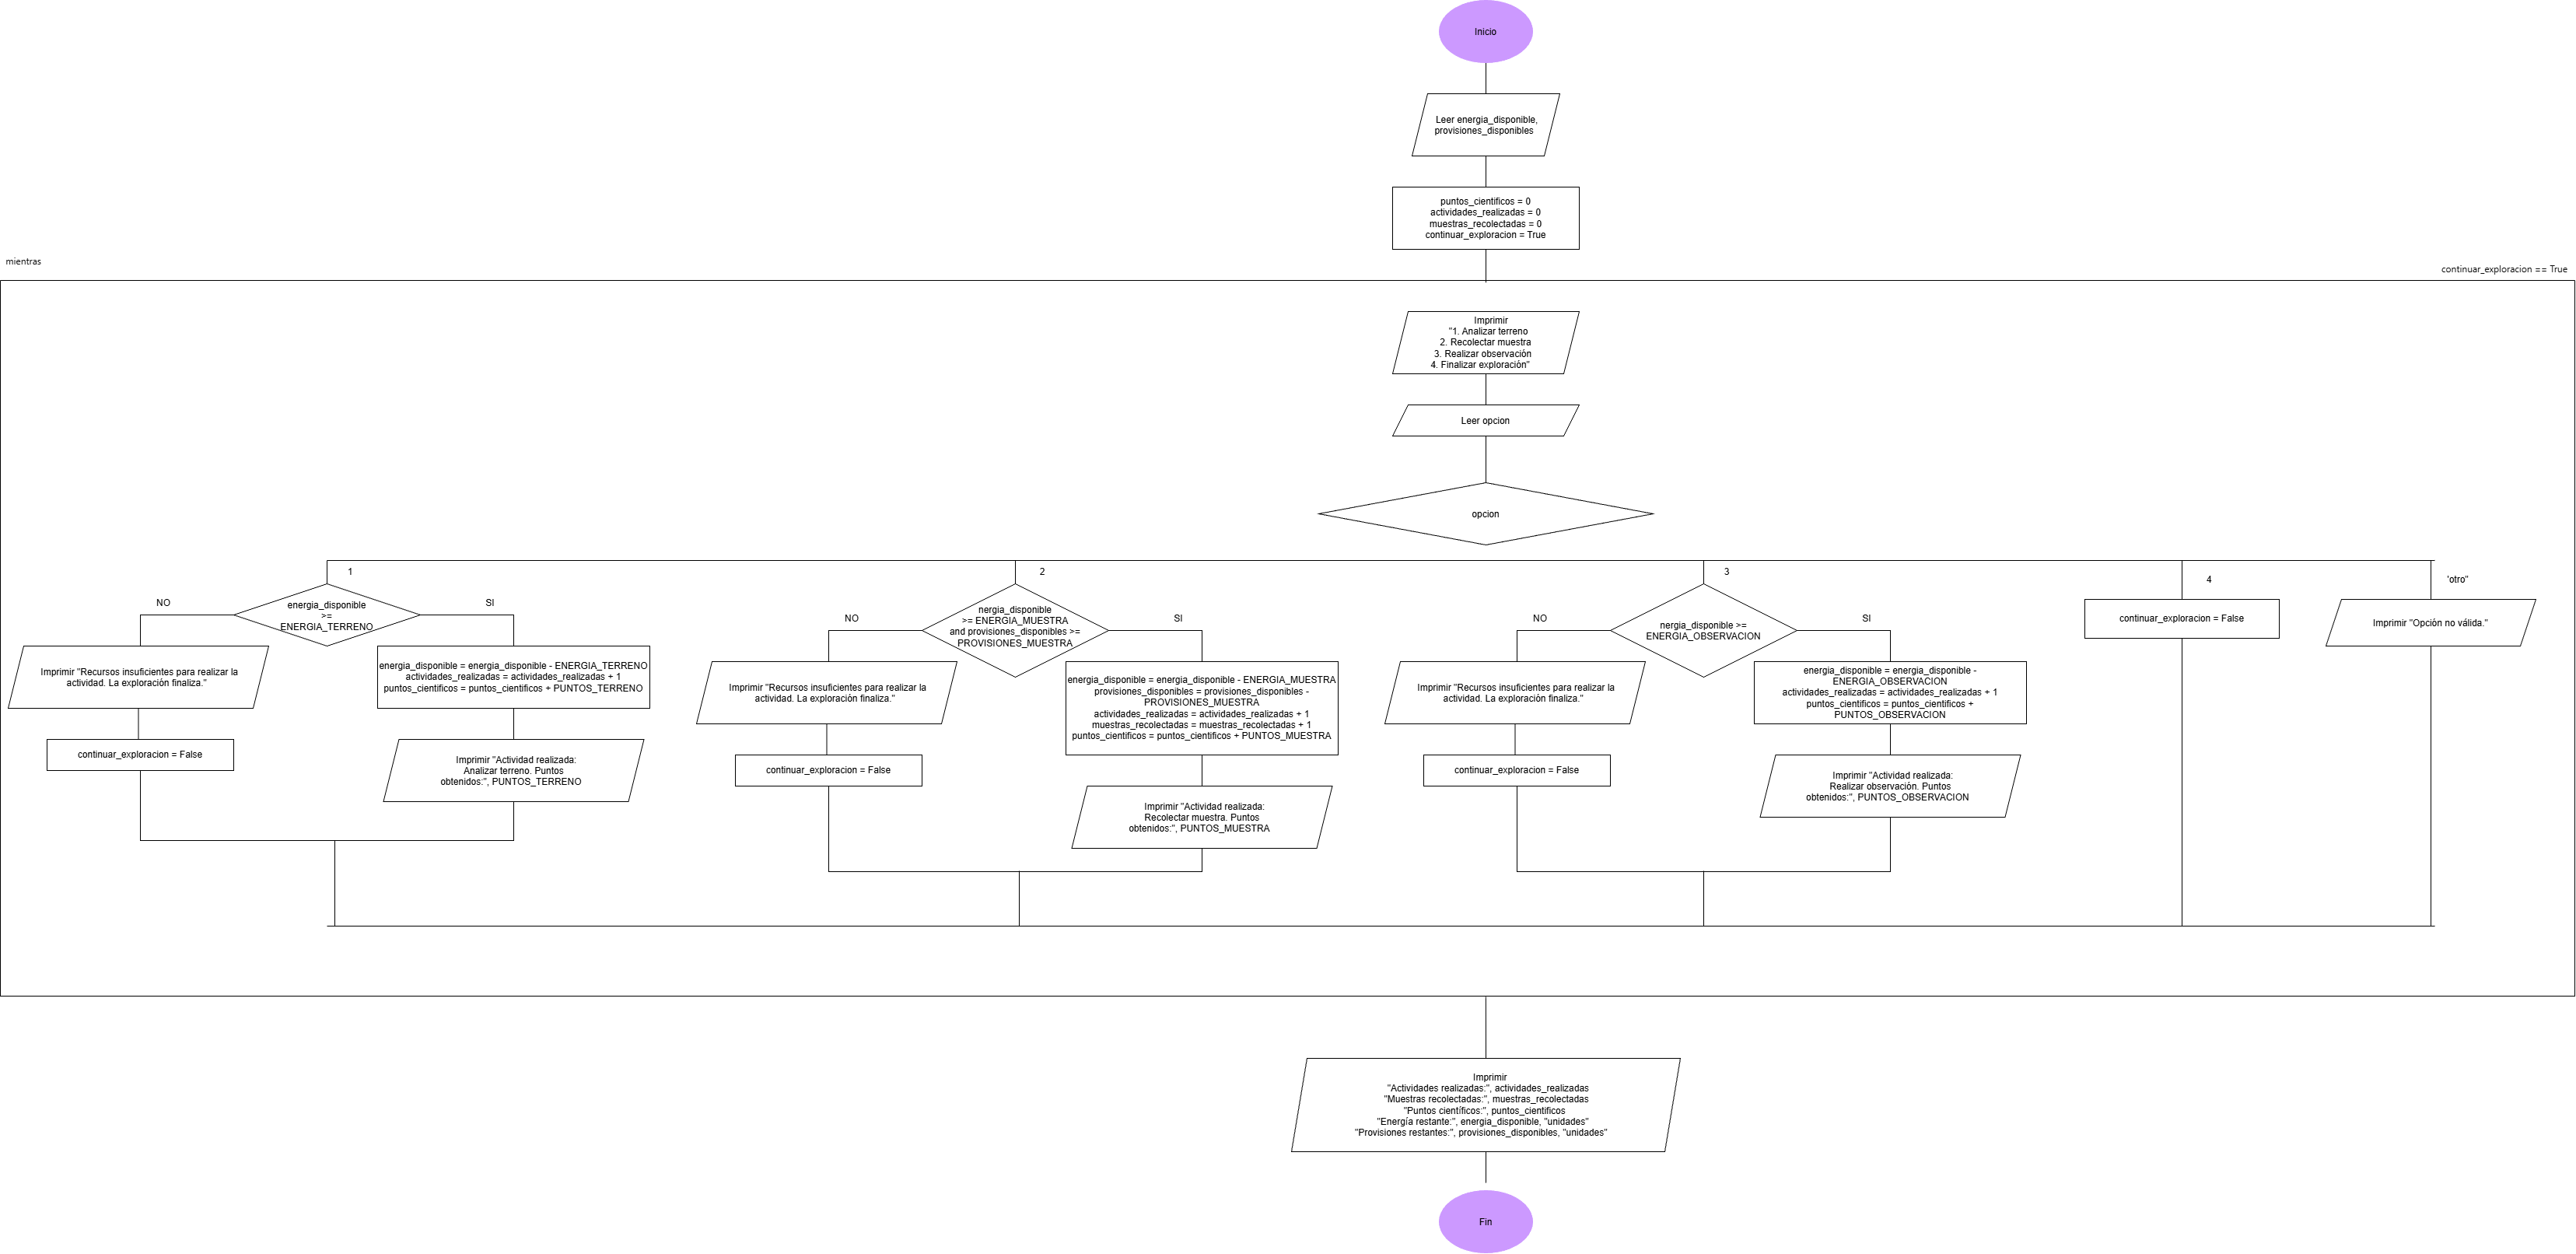 Inicio
Leer energia_disponible,
provisiones_disponibles
puntos_cientificos = 0
actividades_realizadas = 0
muestras_recolectadas = 0
continuar_exploracion = True
mientras
continuar_exploracion == True
Imprimir
"1. Analizar terreno
2. Recolectar muestra
3. Realizar observación
4. Finalizar exploración"
Leer opcion
opcion
1
NO
energia_disponible
>=
ENERGIA_TERRENO
SI
Imprimir "Recursos insuficientes para realizar la
actividad. La exploración finaliza."
continuar_exploracion = False
energia_disponible = energia_disponible - ENERGIA_TERRENO
actividades_realizadas = actividades_realizadas + 1
puntos_cientificos = puntos_cientificos + PUNTOS_TERRENO
Imprimir "Actividad realizada:
Analizar terreno. Puntos
obtenidos:", PUNTOS_TERRENO
2
NO
nergia_disponible
>= ENERGIA_MUESTRA
and provisiones_disponibles >=
PROVISIONES_MUESTRA
SI
Imprimir "Recursos insuficientes para realizar la
actividad. La exploración finaliza."
continuar_exploracion = False
energia_disponible = energia_disponible - ENERGIA_MUESTRA
provisiones_disponibles = provisiones_disponibles -
PROVISIONES_MUESTRA
actividades_realizadas = actividades_realizadas + 1
muestras_recolectadas = muestras_recolectadas + 1
puntos_cientificos = puntos_cientificos + PUNTOS_MUESTRA
Imprimir "Actividad realizada:
Recolectar muestra. Puntos
obtenidos:", PUNTOS_MUESTRA
3
NO
nergia_disponible >=
ENERGIA_OBSERVACION
SI
Imprimir "Recursos insuficientes para realizar la
actividad. La exploración finaliza."
continuar_exploracion = False
energia_disponible = energia_disponible -
ENERGIA_OBSERVACION
actividades_realizadas = actividades_realizadas + 1
puntos_cientificos = puntos_cientificos +
PUNTOS_OBSERVACION
Imprimir "Actividad realizada:
Realizar observación. Puntos
obtenidos:", PUNTOS_OBSERVACION
4
continuar_exploracion = False
'otro"
Imprimir "Opción no válida."
Imprimir
"Actividades realizadas:", actividades_realizadas
"Muestras recolectadas:", muestras_recolectadas
"Puntos científicos:", puntos_cientificos
"Energía restante:", energia_disponible, "unidades"
"Provisiones restantes:", provisiones_disponibles, "unidades"
Fin